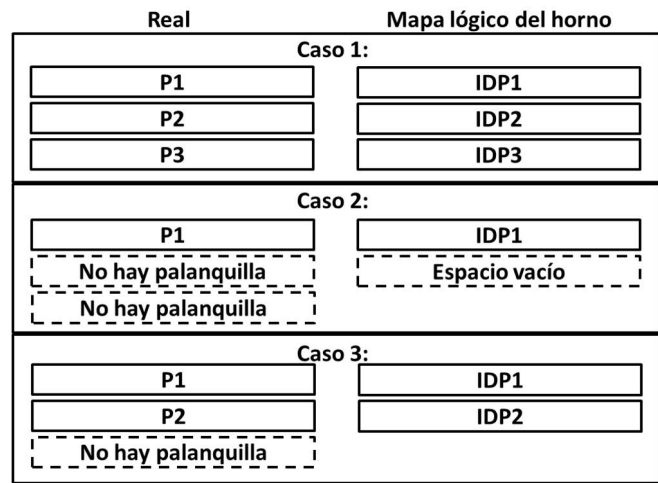 Real Mapa lógico del horno
Caso 1:
P1 IDP1
P2 IDP2
P3 IDP3
Caso 2:
P1 IDP1
No hay palanquilla Espacio vacío
No hay palanquilla
Caso 3:
P1 IDP1
P2 IDP2
No hay palanquilla